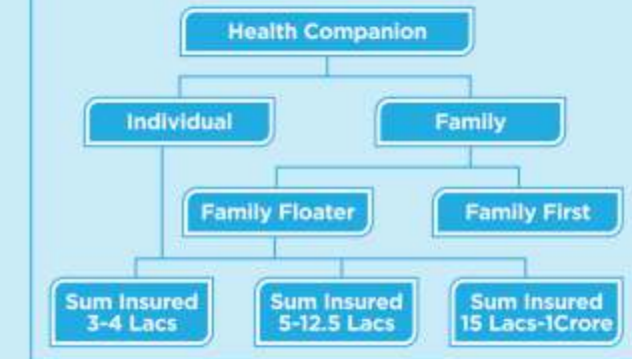 Health Companion
Individual
Family
Family Floater
Family First
Sum Insured
3-4 Lacs
Sum Insured
5-12.5 Lacs
Sum Insured
15 Lacs-1Crore